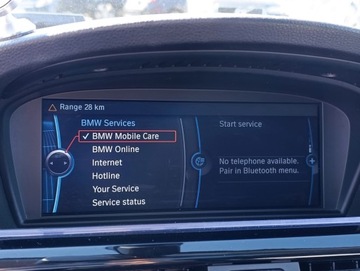 Range 28 km
BMW Services
BMW Mobile Care
BMW Online
Internet
Hotline
Your Service
Service status
Start service
No telephone available.
Pair in Bluetooth menu.